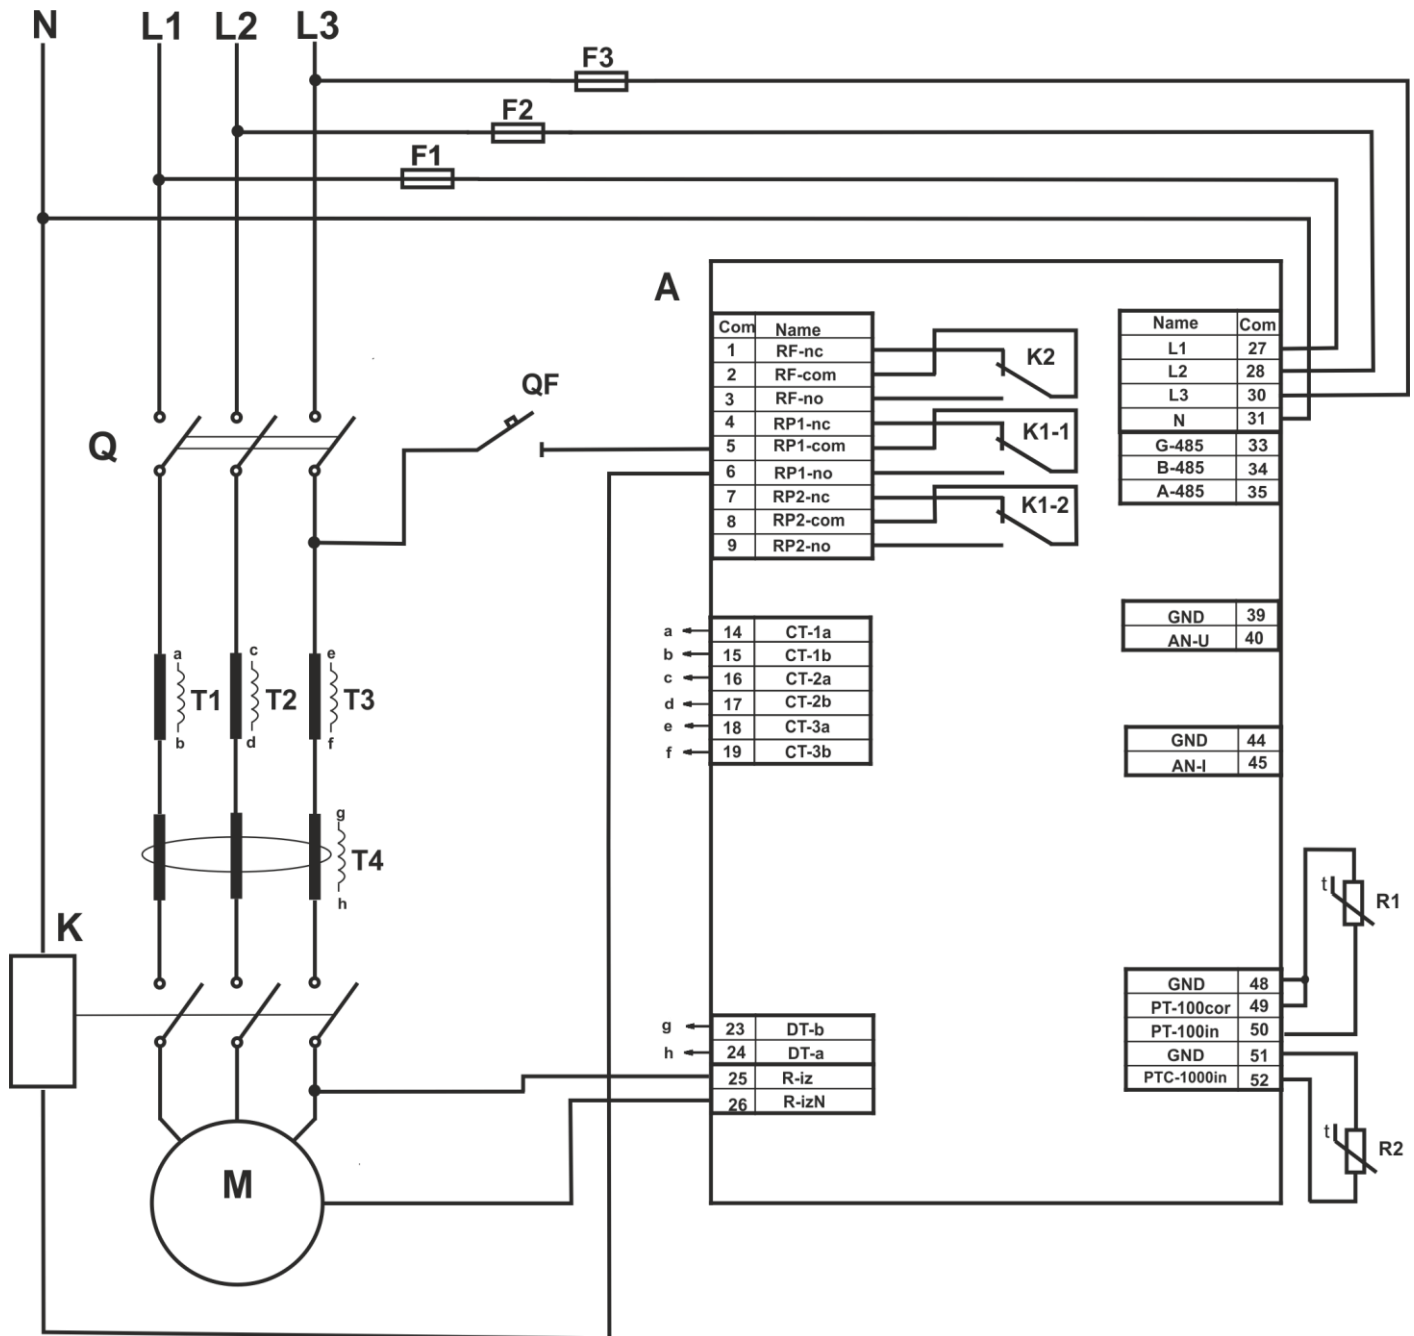 N L1 L2 L3
F3
F2
F1
A
Com Name
1 RF-nc
2 RF-com
3 RF-no
4 RP1-nc
5 RP1-com
6 RP1-no
7 RP2-nc
8 RP2-com
9 RP2-no
K2
K1-1
K1-2
Name Com
L1 27
L2 28
L3 30
N 31
G-485 33
B-485 34
A-485 35
QF
Q
GND 39
AN-U 40
a 14 CT-1a
b 15 CT-1b
c 16 CT-2a
d 17 CT-2b
e 18 CT-3a
f 19 CT-3b
a c e
T1 T2 T3
b d f
GND 44
AN-I 45
g
T4
h
t R1
K
GND 48
PT-100cor 49
PT-100in 50
GND 51
PTC-1000in 52
g 23 DT-b
h 24 DT-a
25 R-iz
26 R-izN
t R2
M